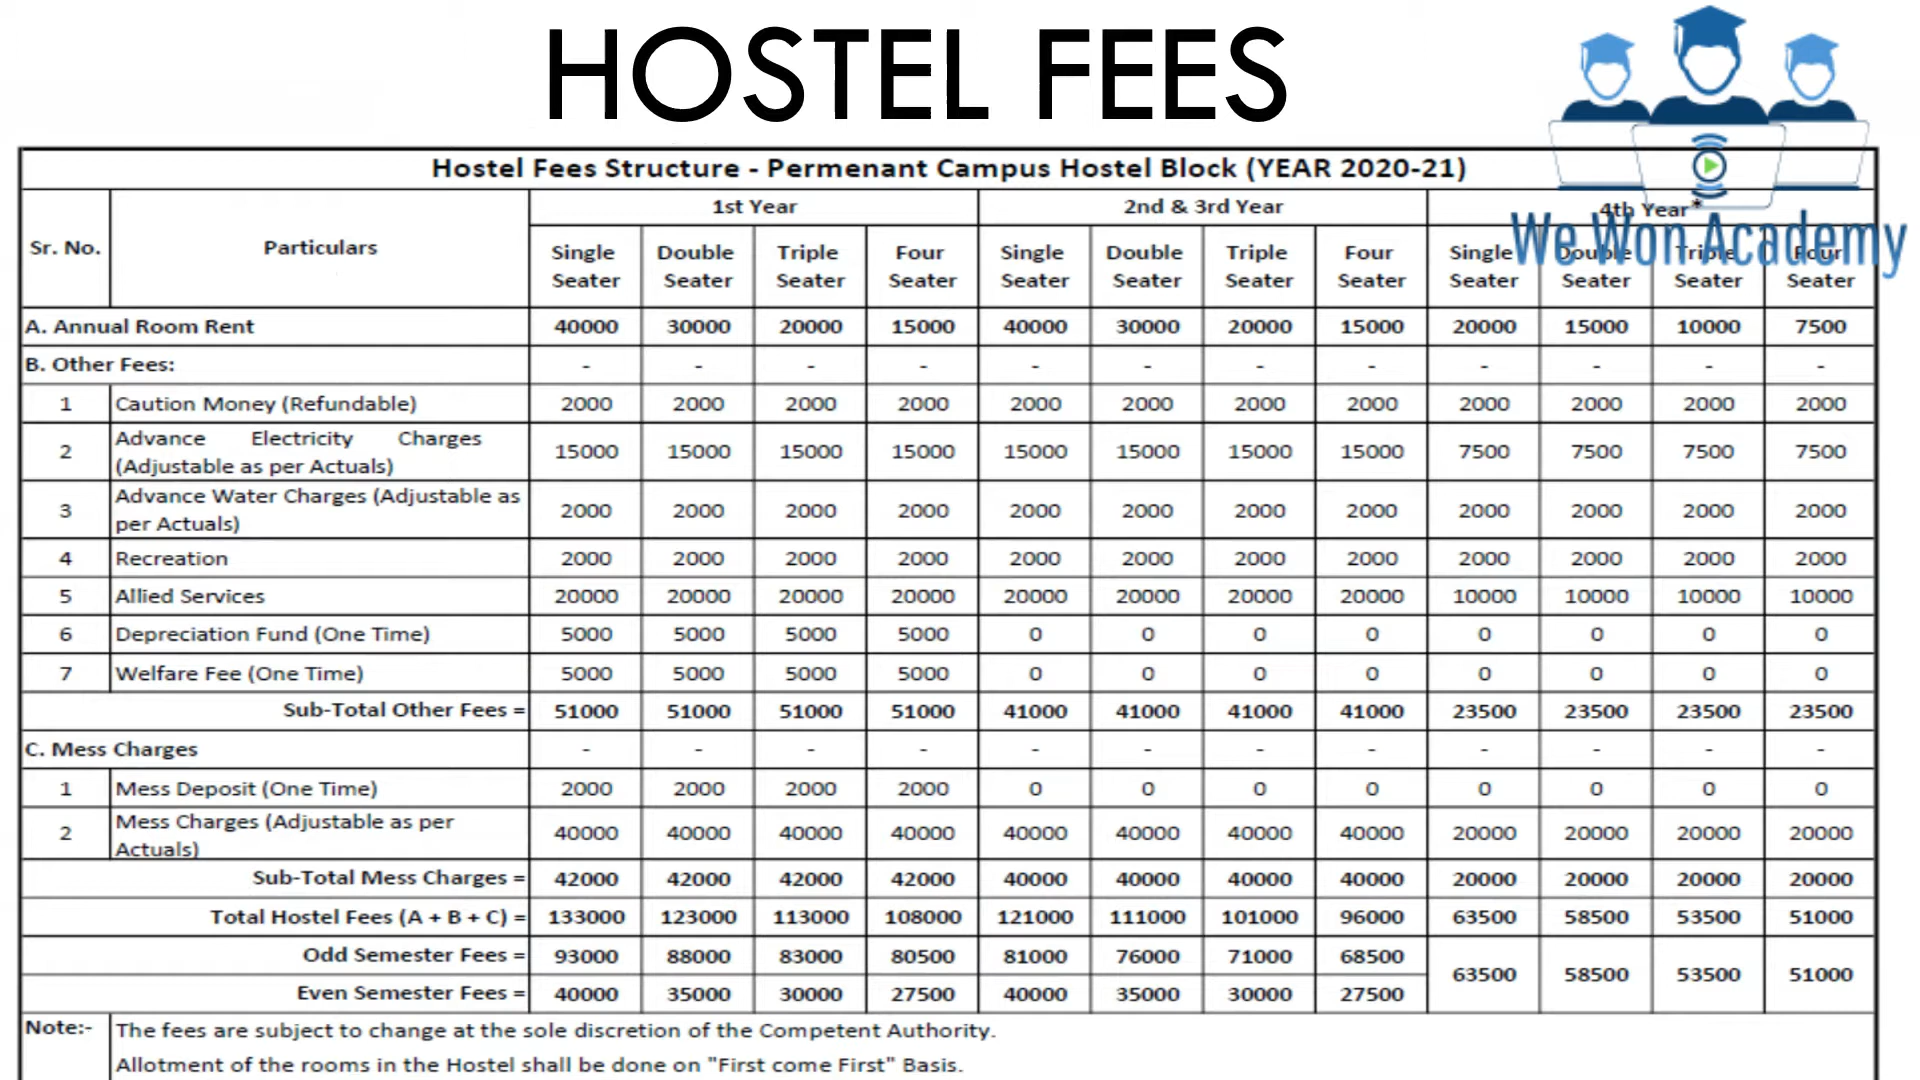 HOSTEL FEES
Hostel Fees Structure - Permenant Campus Hostel Block (YEAR 2020-21)
Sr. No. Particulars 1st Year 2nd & 3rd Year 4th Year*
Single Seater Double Seater Triple Seater Four Seater Single Seater Double Seater Triple Seater Four Seater Single Seater Double Seater Triple Seater Four Seater
We Won Academy
A. Annual Room Rent 40000 30000 20000 15000 40000 30000 20000 15000 20000 15000 10000 7500
B. Other Fees: - - - - - - - - - - - -
1 Caution Money (Refundable) 2000 2000 2000 2000 2000 2000 2000 2000 2000 2000 2000 2000
2 Advance Electricity Charges
(Adjustable as per Actuals) 15000 15000 15000 15000 15000 15000 15000 15000 7500 7500 7500 7500
3 Advance Water Charges (Adjustable as
per Actuals) 2000 2000 2000 2000 2000 2000 2000 2000 2000 2000 2000 2000
4 Recreation 2000 2000 2000 2000 2000 2000 2000 2000 2000 2000 2000 2000
5 Allied Services 20000 20000 20000 20000 20000 20000 20000 20000 10000 10000 10000 10000
6 Depreciation Fund (One Time) 5000 5000 5000 5000 0 0 0 0 0 0 0 0
7 Welfare Fee (One Time) 5000 5000 5000 5000 0 0 0 0 0 0 0 0
Sub-Total Other Fees = 51000 51000 51000 51000 41000 41000 41000 41000 23500 23500 23500 23500
C. Mess Charges - - - - - - - - - - - -
1 Mess Deposit (One Time) 2000 2000 2000 2000 0 0 0 0 0 0 0 0
2 Mess Charges (Adjustable as per
Actuals) 40000 40000 40000 40000 40000 40000 40000 40000 20000 20000 20000 20000
Sub-Total Mess Charges = 42000 42000 42000 42000 40000 40000 40000 40000 20000 20000 20000 20000
Total Hostel Fees (A + B + C) = 133000 123000 113000 108000 121000 111000 101000 96000 63500 58500 53500 51000
Odd Semester Fees = 93000 88000 83000 80500 81000 76000 71000 68500 63500 58500 53500 51000
Even Semester Fees = 40000 35000 30000 27500 40000 35000 30000 27500
Note:- The fees are subject to change at the sole discretion of the Competent Authority.
Allotment of the rooms in the Hostel shall be done on "First come First" Basis.